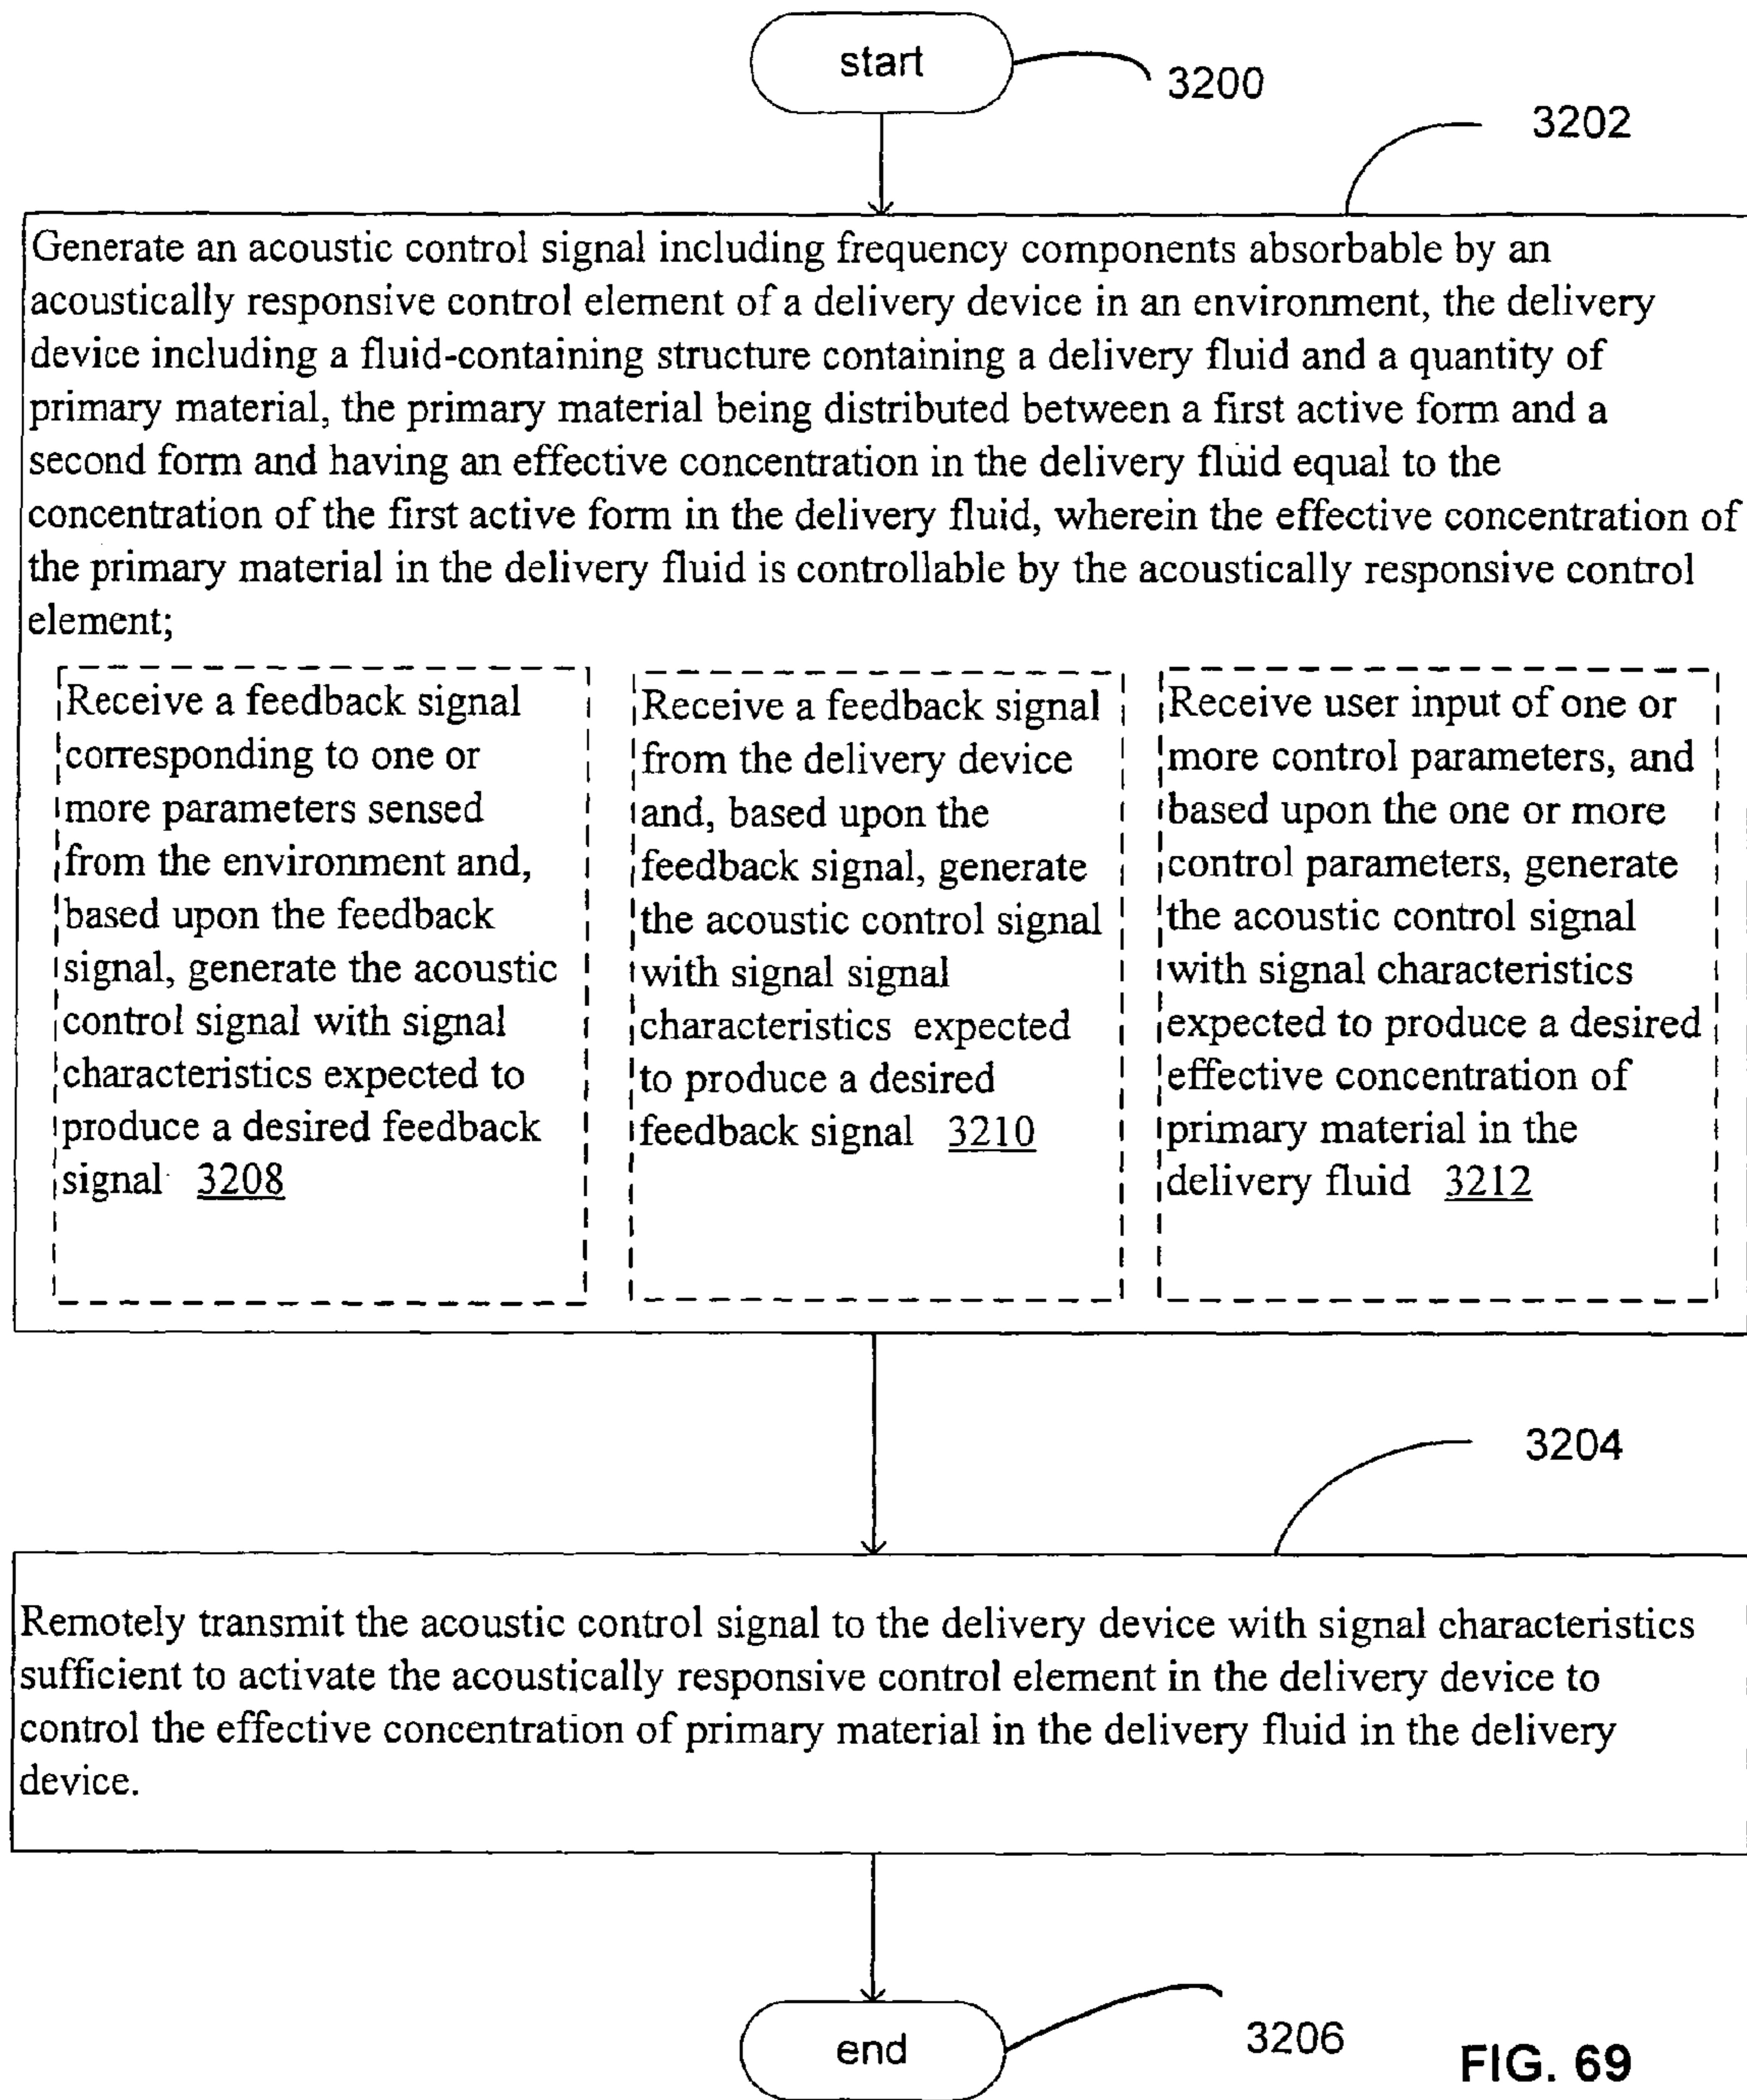 start
3200
3202
Generate an acoustic control signal including frequency components absorbable by an
acoustically responsive control element of a delivery device in an environment, the delivery
device including a fluid-containing structure containing a delivery fluid and a quantity of
primary material, the primary material being distributed between a first active form and a
second form and having an effective concentration in the delivery fluid equal to the
concentration of the first active form in the delivery fluid, wherein the effective concentration of
the primary material in the delivery fluid is controllable by the acoustically responsive control
element;
Receive a feedback signal
corresponding to one or
more parameters sensed
from the environment and,
based upon the feedback
signal, generate the acoustic
control signal with signal
characteristics expected to
produce a desired feedback
signal 3208
Receive a feedback signal
from the delivery device
and, based upon the
feedback signal, generate
the acoustic control signal
with signal signal
characteristics expected
to produce a desired
feedback signal 3210
Receive user input of one or
more control parameters, and
based upon the one or more
control parameters, generate
the acoustic control signal
with signal characteristics
expected to produce a desired
effective concentration of
primary material in the
delivery fluid 3212
3204
Remotely transmit the acoustic control signal to the delivery device with signal characteristics
sufficient to activate the acoustically responsive control element in the delivery device to
control the effective concentration of primary material in the delivery fluid in the delivery
device.
end
3206
FIG. 69